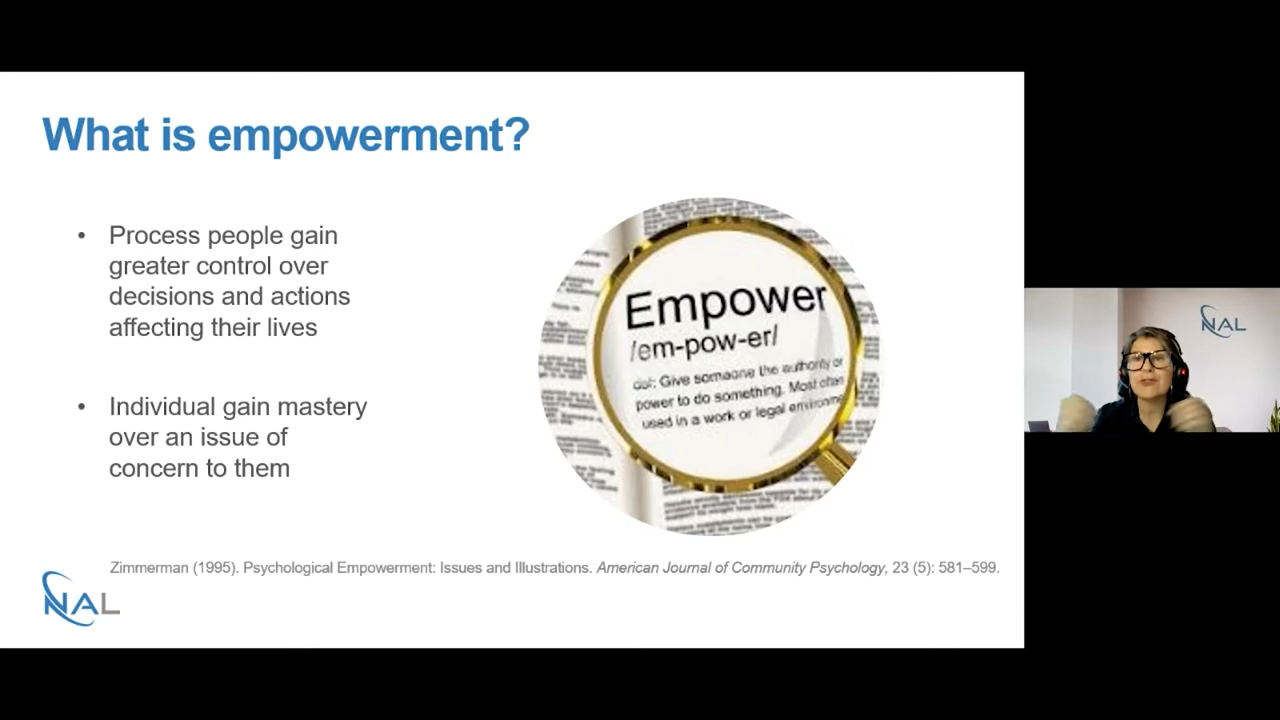 What is empowerment?
• Process people gain
greater control over
decisions and actions
affecting their lives
• Individual gain mastery
over an issue of
concern to them
Empower
/em-pow-er/
Give someone the authority or
power to do something. Most often
used in a work or legal environme
Zimmerman (1995). Psychological Empowerment: Issues and Illustrations. American Journal of Community Psychology, 23 (5): 581–599.
NAL
NAL